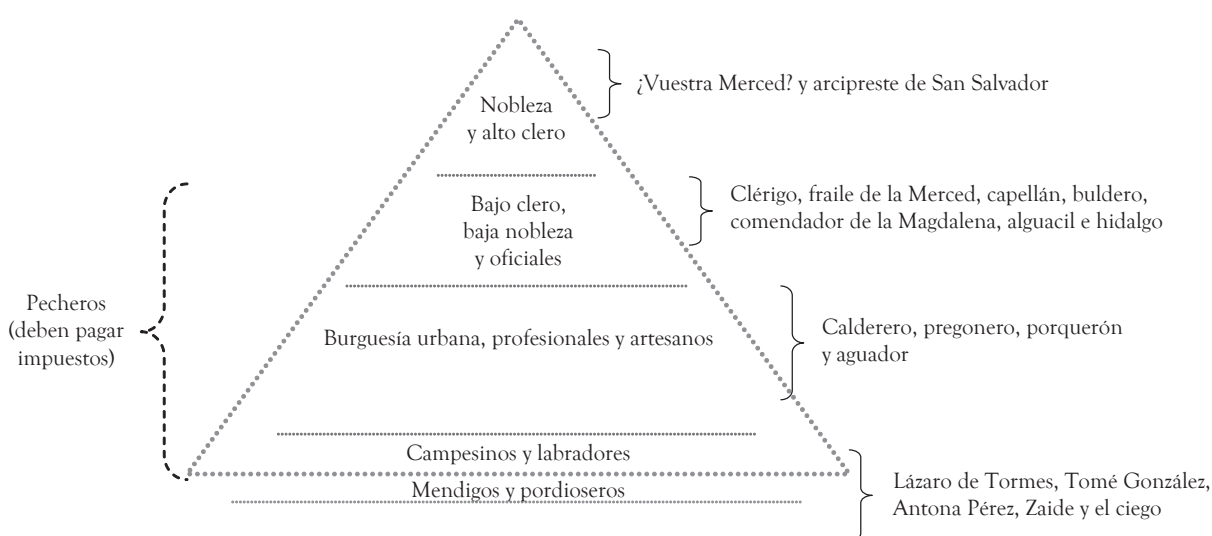 ¿Vuestra Merced? y arcipreste de San Salvador
Nobleza
y alto clero
Clérigo, fraile de la Merced, capellán, buldero,
comendador de la Magdalena, alguacil e hidalgo
Bajo clero,
baja nobleza
y oficiales
Pecheros
(deben pagar
impuestos)
Burguesía urbana, profesionales y artesanos
Calderero, pregonero, porquerón
y aguador
Campesinos y labradores
Mendigos y pordioseros
Lázaro de Tormes, Tomé González,
Antona Pérez, Zaide y el ciego